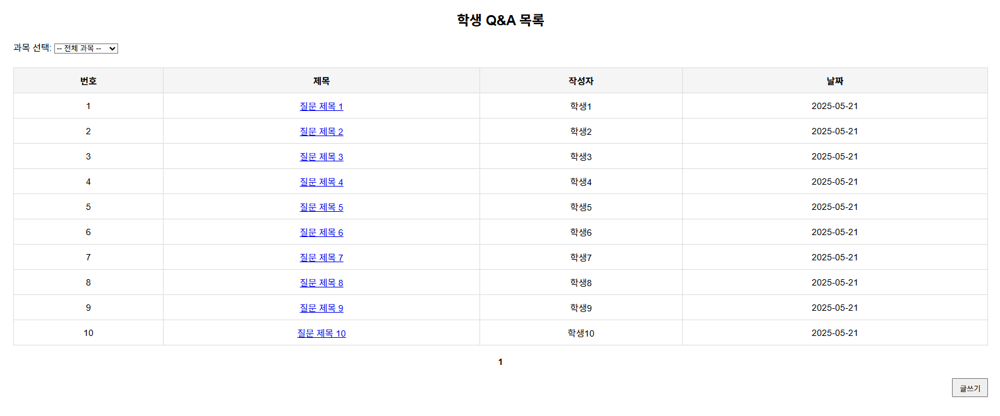 학생 Q&A 목록
과목 선택: -- 전체 과목 --
번호 제목 작성자 날짜
1 질문 제목 1 학생1 2025-05-21
2 질문 제목 2 학생2 2025-05-21
3 질문 제목 3 학생3 2025-05-21
4 질문 제목 4 학생4 2025-05-21
5 질문 제목 5 학생5 2025-05-21
6 질문 제목 6 학생6 2025-05-21
7 질문 제목 7 학생7 2025-05-21
8 질문 제목 8 학생8 2025-05-21
9 질문 제목 9 학생9 2025-05-21
10 질문 제목 10 학생10 2025-05-21
1
글쓰기